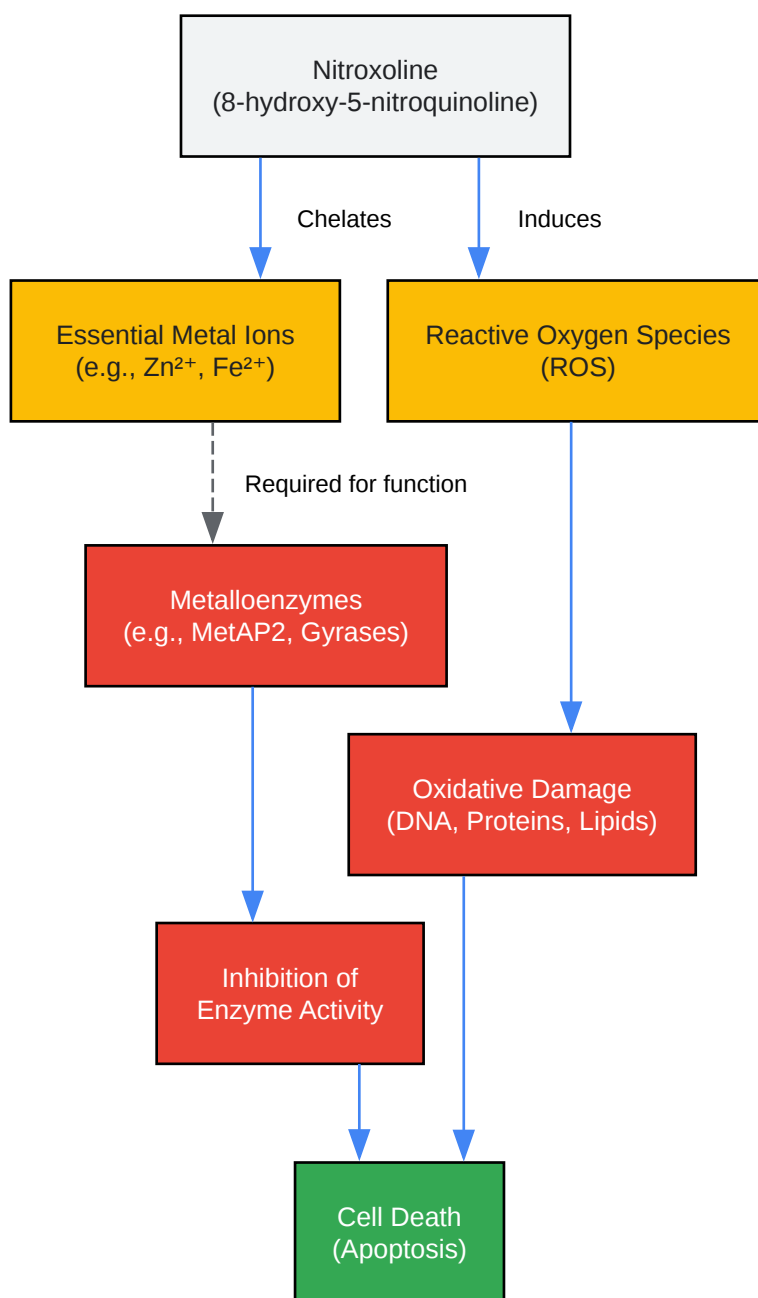 Nitroxoline
(8-hydroxy-5-nitroquinoline)
Chelates
Induces
Essential Metal Ions
(e.g., Zn²⁺, Fe²⁺)
Reactive Oxygen Species
(ROS)
Required for function
Metalloenzymes
(e.g., MetAP2, Gyrases)
Oxidative Damage
(DNA, Proteins, Lipids)
Inhibition of
Enzyme Activity
Cell Death
(Apoptosis)